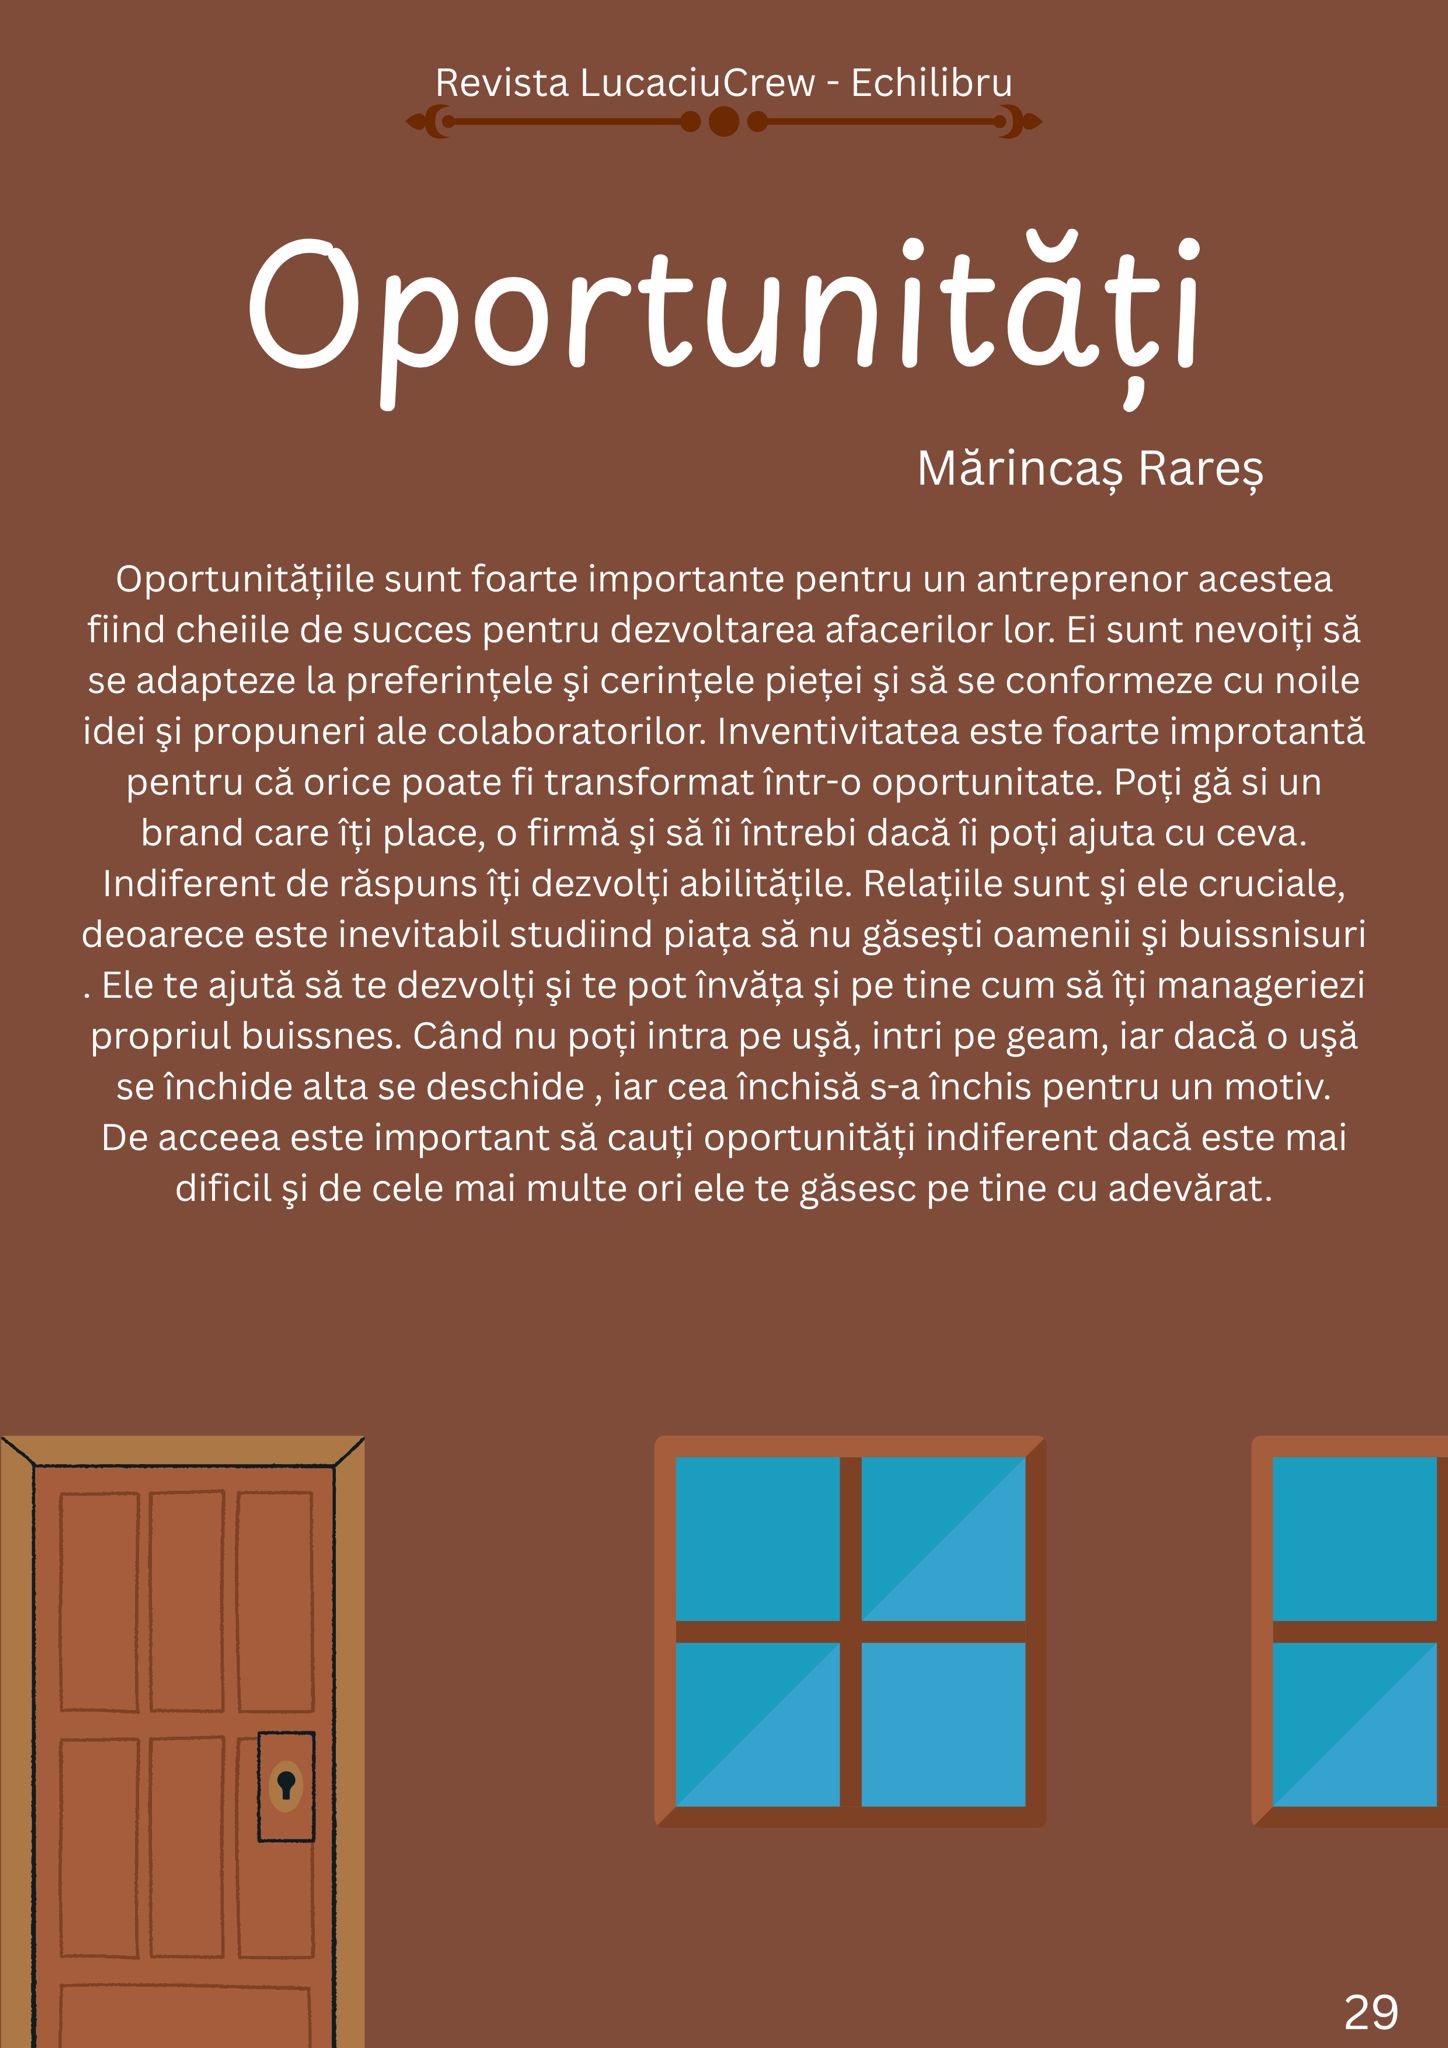 Revista LucaciuCrew - Echilibru
Oportunități
Mărincaș Rareș
Oportunitățiile sunt foarte importante pentru un antreprenor acestea
fiind cheiile de succes pentru dezvoltarea afacerilor lor. Ei sunt nevoiți să
se adapteze la preferințele şi cerințele pieței şi să se conformeze cu noile
idei şi propuneri ale colaboratorilor. Inventivitatea este foarte improtantă
pentru că orice poate fi transformat într-o oportunitate. Poți gă si un
brand care îți place, o firmă şi să îi întrebi dacă îi poți ajuta cu ceva.
Indiferent de răspuns îți dezvolți abilitățile. Relațiile sunt şi ele cruciale,
deoarece este inevitabil studiind piața să nu găsești oamenii şi buissnisuri
. Ele te ajută să te dezvolți şi te pot învăța și pe tine cum să îți manageriezi
propriul buissnes. Când nu poți intra pe uşă, intri pe geam, iar dacă o uşă
se închide alta se deschide , iar cea închisă s-a închis pentru un motiv.
De acceea este important să cauți oportunități indiferent dacă este mai
dificil şi de cele mai multe ori ele te găsesc pe tine cu adevărat.
29